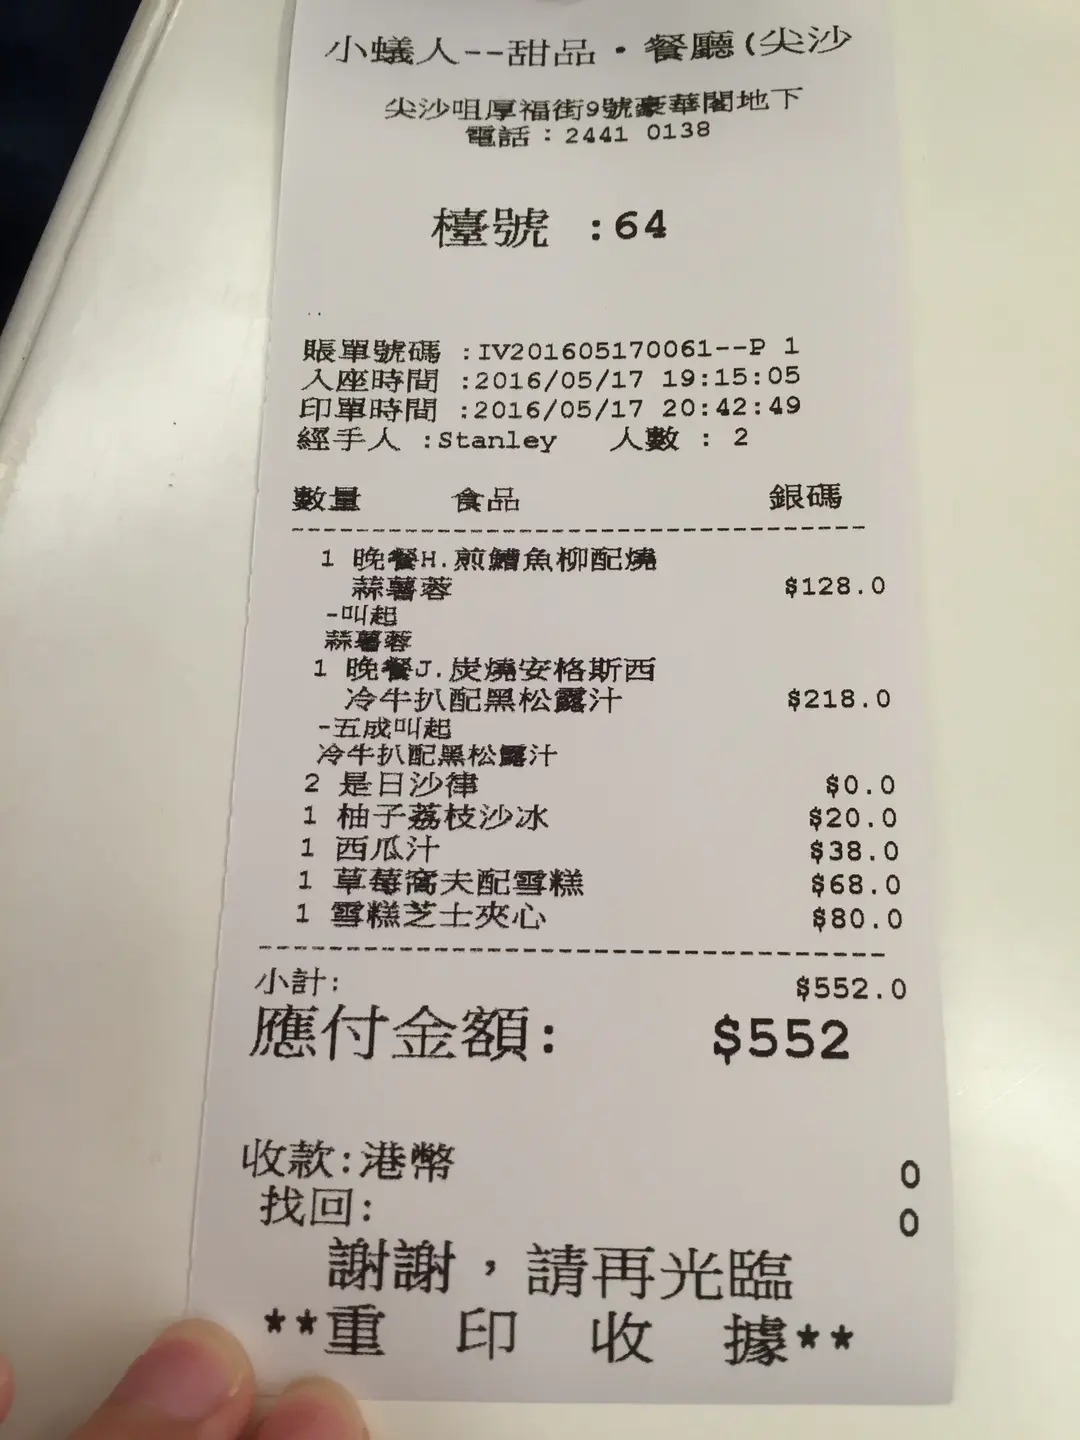 小蟻人--甜品·餐廳(尖沙
尖沙咀厚福街9號豪華閣地下
電話：2441 0138
檯號 :64
賬單號碼 :IV201605170061--P 1
入座時間 :2016/05/17 19:15:05
印單時間 :2016/05/17 20:42:49
經手人 :Stanley 人數 : 2
數量 食品 銀碼
1 晚餐H.煎鰽魚柳配燒
蒜薯蓉 $128.0
-叫起
蒜薯蓉
1 晚餐J.炭燒安格斯西
冷牛扒配黑松露汁 $218.0
-五成叫起
冷牛扒配黑松露汁
2 是日沙律 $0.0
1 柚子荔枝沙冰 $20.0
1 西瓜汁 $38.0
1 草莓窩夫配雪糕 $68.0
1 雪糕芝士夾心 $80.0
小計: $552.0
應付金額: $552
收款:港幣 0
找回: 0
謝謝，請再光臨
**重 印 收 據**